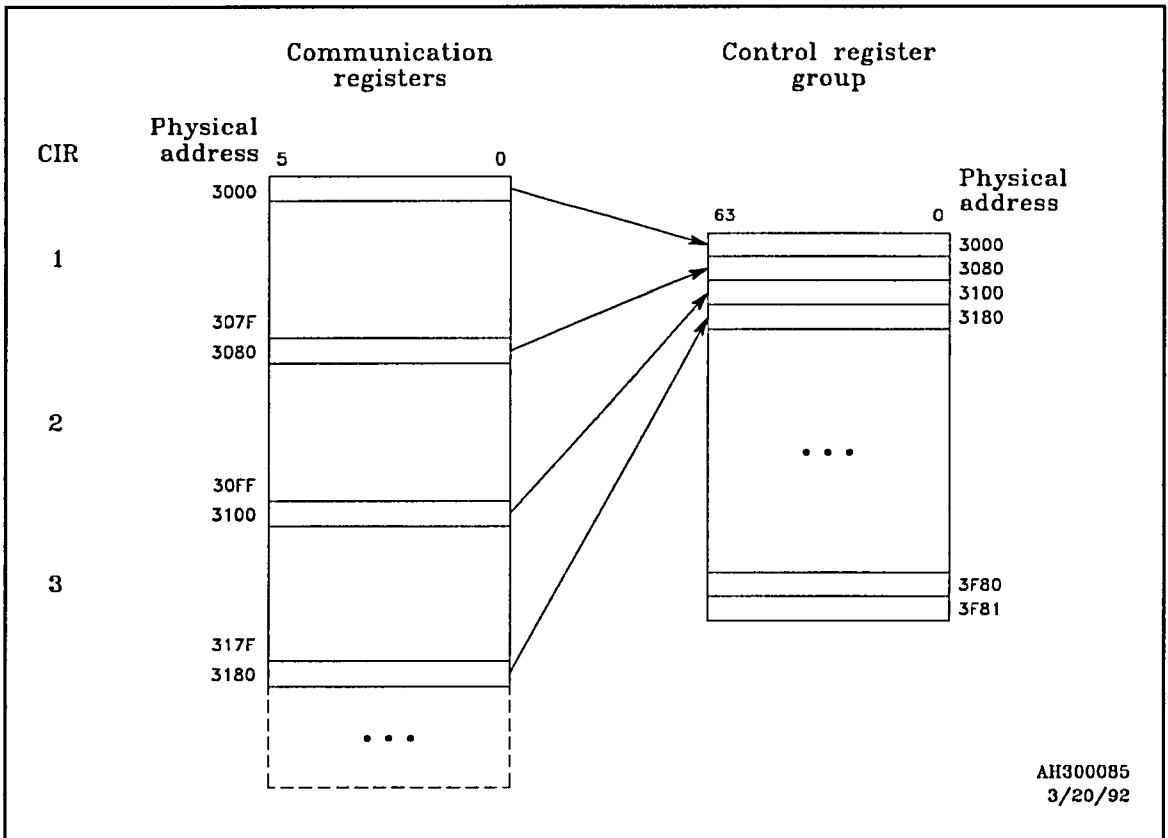 Communication
registers
Control register
group
CIR
Physical
address
5 0
3000
1
307F
3080
2
30FF
3100
3
317F
3180
• • •
Physical
address
63 0
3000
3080
3100
3180
• • •
3F80
3F81
AH300085
3/20/92